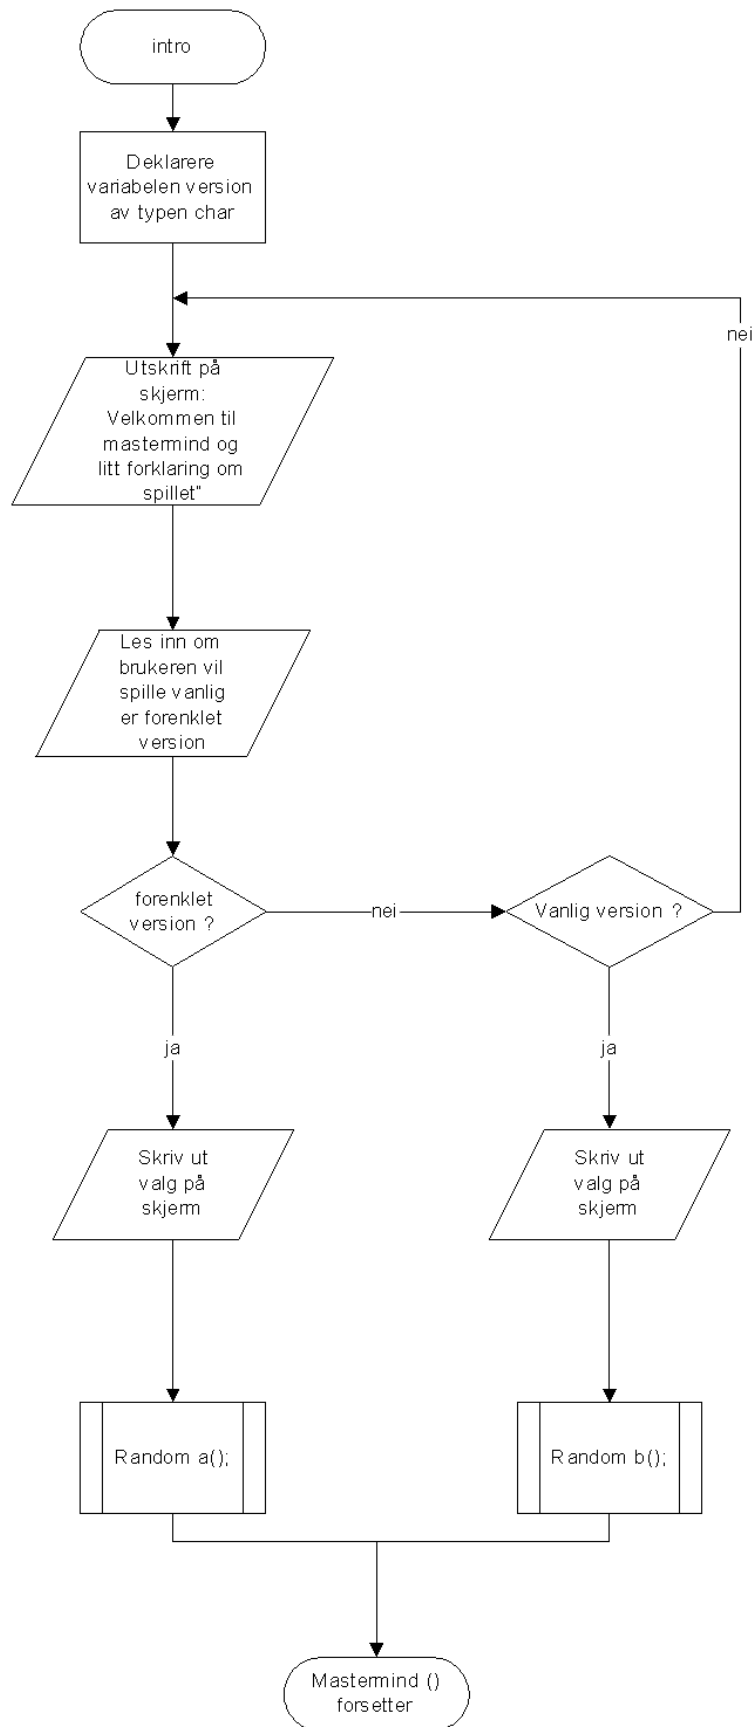 intro
Deklarere
variabelen version
av typen char
nei
Utskrift på
skjerm:
Velkommen til
mastermind og
litt forklaring om
spillet"
Les inn om
brukeren vil
spille vanlig
er forenklet
version
forenklet
version ?
nei
Vanlig version ?
ja
ja
Skriv ut
valg på
skjerm
Skriv ut
valg på
skjerm
Random a();
Random b();
Mastermind ()
forsetter